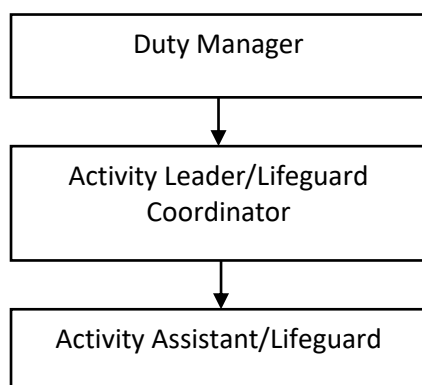 Duty Manager
Activity Leader/Lifeguard
Coordinator
Activity Assistant/Lifeguard